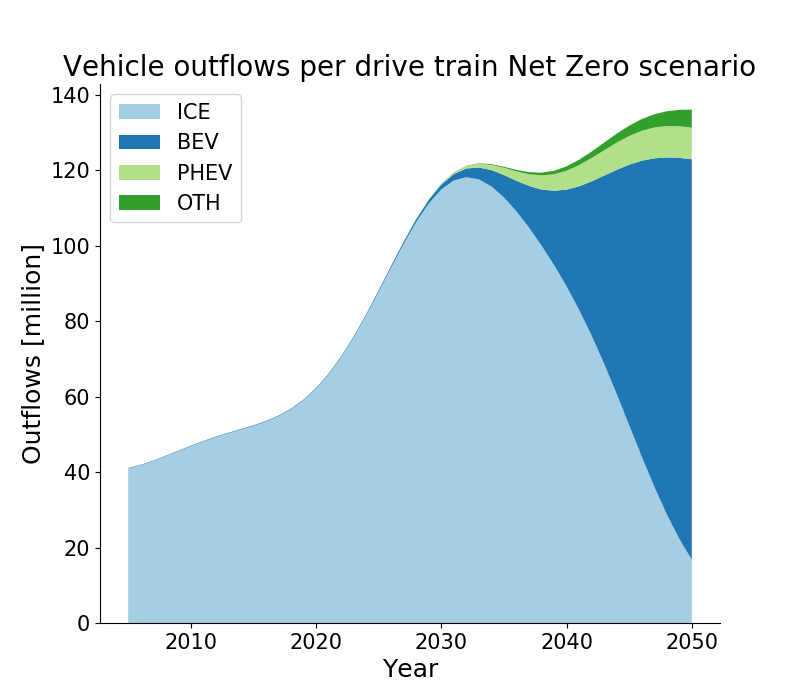 Vehicle outflows per drive train Net Zero scenario
140
120
100
80
60
40
20
0
Outflows [million]
ICE
BEV
PHEV
OTH
2010
2020
2030
2040
2050
Year